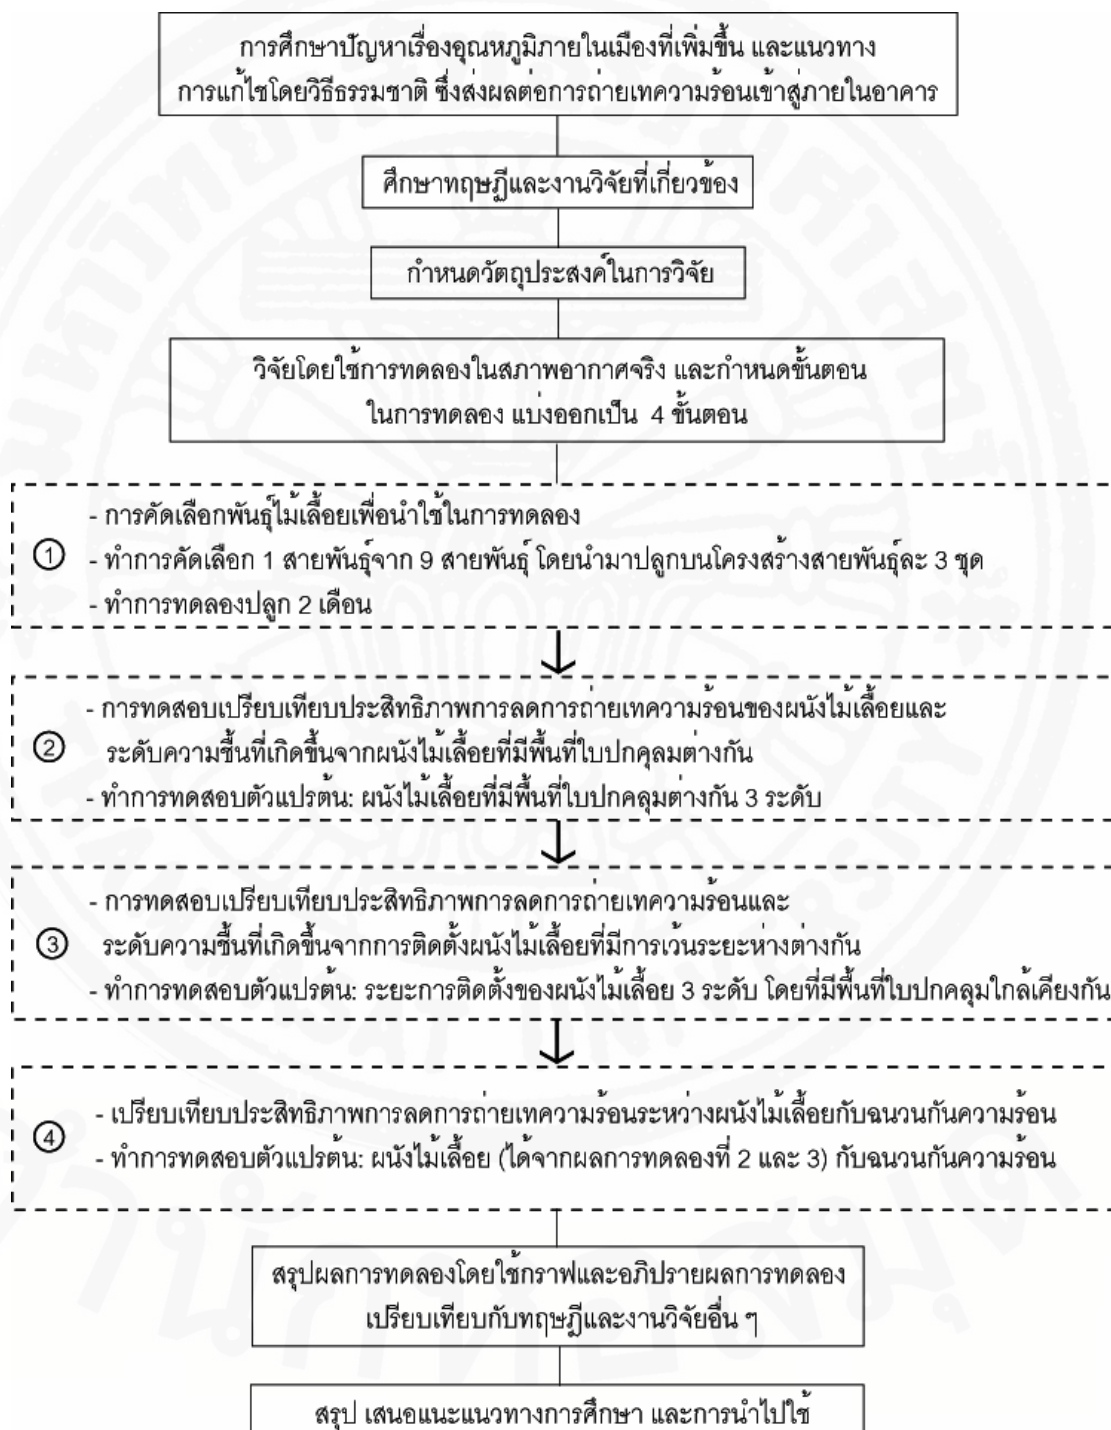 การศึกษาปัญหาเรื่องอุณหภูมิภายในเมืองที่เพิ่มขึ้น และแนวทาง
การแก้ไขโดยวิธีธรรมชาติ ซึ่งส่งผลต่อการถ่ายเทความร้อนเข้าสู่ภายในอาคาร
ศึกษาทฤษฎีและงานวิจัยที่เกี่ยวข้อง
กำหนดวัตถุประสงค์ในการวิจัย
วิจัยโดยใช้การทดลองในสภาพอากาศจริง และกำหนดขั้นตอน
ในการทดลอง แบ่งออกเป็น 4 ขั้นตอน
- การคัดเลือกพันธุ์ไม้เลื้อยเพื่อนำใช้ในการทดลอง
① - ทำการคัดเลือก 1 สายพันธุ์จาก 9 สายพันธุ์ โดยนำมาปลูกบนโครงสร้างสายพันธุ์ละ 3 ชุด
- ทำการทดลองปลูก 2 เดือน
- การทดสอบเปรียบเทียบประสิทธิภาพการลดการถ่ายเทความร้อนของผนังไม้เลื้อยและ
② ระดับความชื้นที่เกิดขึ้นจากผนังไม้เลื้อยที่มีพื้นที่ใบปกคุลมต่างกัน
- ทำการทดสอบตัวแปรต้น: ผนังไม้เลื้อยที่มีพื้นที่ใบปกคลุมต่างกัน 3 ระดับ
- การทดสอบเปรียบเทียบประสิทธิภาพการลดการถ่ายเทความร้อนและ
③ ระดับความชื้นที่เกิดขึ้นจากการติดตั้งผนังไม้เลื้อยที่มีการเว้นระยะห่างต่างกัน
- ทำการทดสอบตัวแปรต้น: ระยะการติดตั้งของผนังไม้เลื้อย 3 ระดับ โดยที่มีพื้นที่ใบปกคลุมใกล้เคียงกัน
- เปรียบเทียบประสิทธิภาพการลดการถ่ายเทความร้อนระหว่างผนังไม้เลื้อยกับฉนวนกันความร้อน
④ - ทำการทดสอบตัวแปรต้น: ผนังไม้เลื้อย (ได้จากผลการทดลองที่ 2 และ 3) กับฉนวนกันความร้อน
สรุปผลการทดลองโดยใช้กราฟและอภิปรายผลการทดลอง
เปรียบเทียบกับทฤษฎีและงานวิจัยอื่น ๆ
สรุป เสนอแนะแนวทางการศึกษา และการนำไปใช้